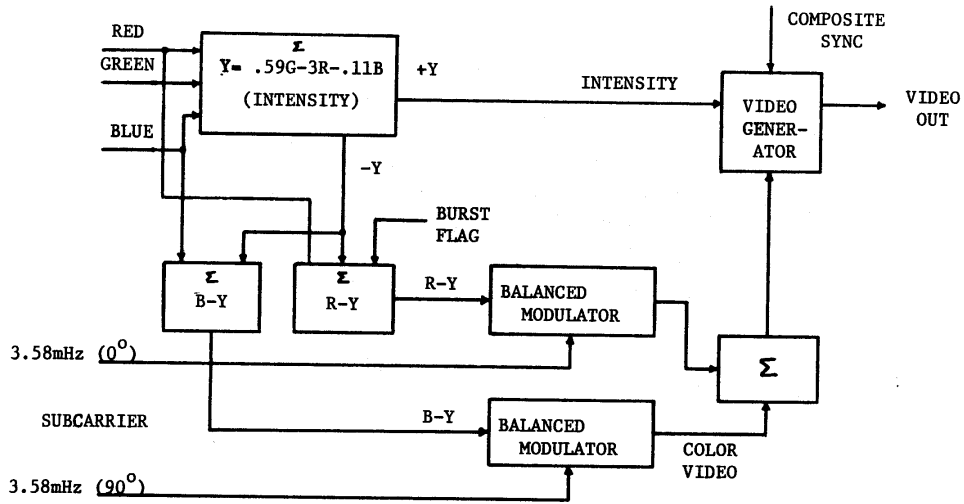 RED
GREEN
BLUE
Σ
Y= .59G-3R-.11B
(INTENSITY)
+Y
-Y
INTENSITY
COMPOSITE
SYNC
VIDEO
GENER-
ATOR
VIDEO
OUT
BURST
FLAG
Σ
B-Y
Σ
R-Y
R-Y
BALANCED
MODULATOR
3.58mHz (0°)
Σ
SUBCARRIER
B-Y
BALANCED
MODULATOR
COLOR
VIDEO
3.58mHz (90°)